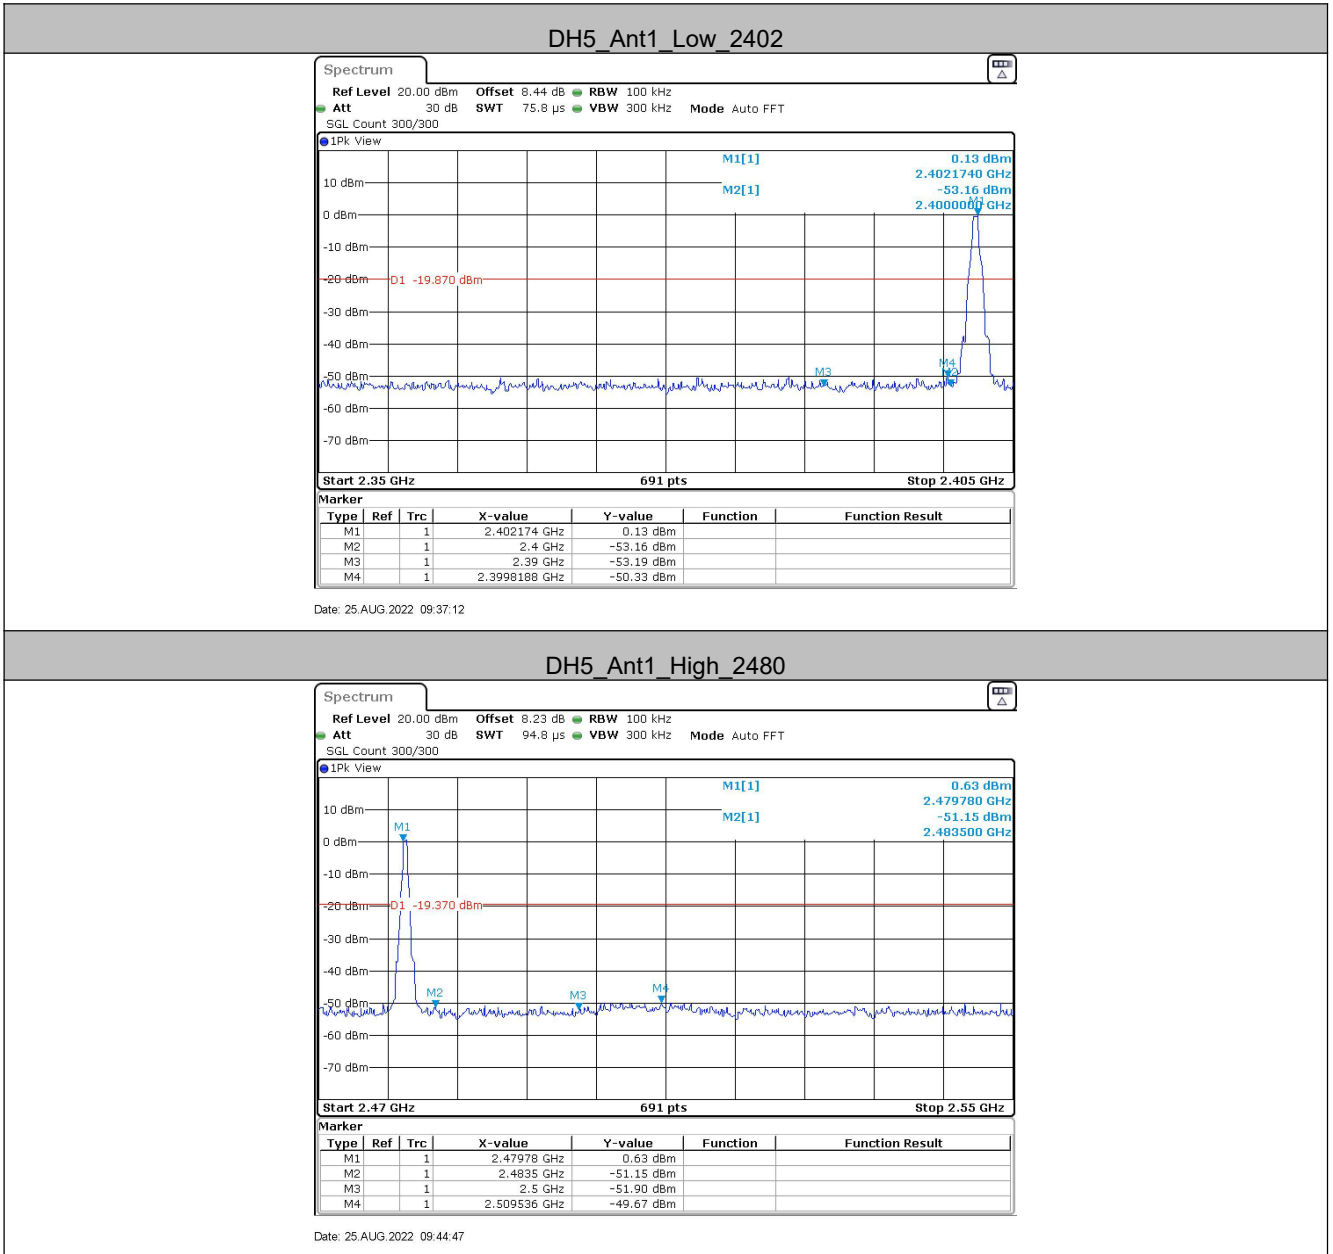 DH5_Ant1_Low_2402
Spectrum
Ref Level 20.00 dBm Offset 8.44 dB RBW 100 kHz
Att 30 dB SWT 75.8 µs VBW 300 kHz Mode Auto FFT
SGL Count 300/300
1Pk View
M1[1] 0.13 dBm
2.4021740 GHz
M2[1] -53.16 dBm
2.4000000 GHz
M1
10 dBm
0 dBm
-10 dBm
-20 dBm
D1 -19.870 dBm
-30 dBm
-40 dBm
M3
M4
M2
-50 dBm
-60 dBm
-70 dBm
Start 2.35 GHz 691 pts Stop 2.405 GHz
Marker
Type Ref Trc X-value Y-value Function Function Result
M1 1 2.402174 GHz 0.13 dBm
M2 1 2.4 GHz -53.16 dBm
M3 1 2.39 GHz -53.19 dBm
M4 1 2.3998188 GHz -50.33 dBm
Date: 25.AUG.2022 09:37:12
DH5_Ant1_High_2480
Spectrum
Ref Level 20.00 dBm Offset 8.23 dB RBW 100 kHz
Att 30 dB SWT 94.8 µs VBW 300 kHz Mode Auto FFT
SGL Count 300/300
1Pk View
M1[1] 0.63 dBm
2.479780 GHz
M2[1] -51.15 dBm
2.483500 GHz
10 dBm
M1
0 dBm
-10 dBm
-20 dBm
D1 -19.370 dBm
-30 dBm
-40 dBm
M2
M3
M4
-50 dBm
-60 dBm
-70 dBm
Start 2.47 GHz 691 pts Stop 2.55 GHz
Marker
Type Ref Trc X-value Y-value Function Function Result
M1 1 2.47978 GHz 0.63 dBm
M2 1 2.4835 GHz -51.15 dBm
M3 1 2.5 GHz -51.90 dBm
M4 1 2.509536 GHz -49.67 dBm
Date: 25.AUG.2022 09:44:47